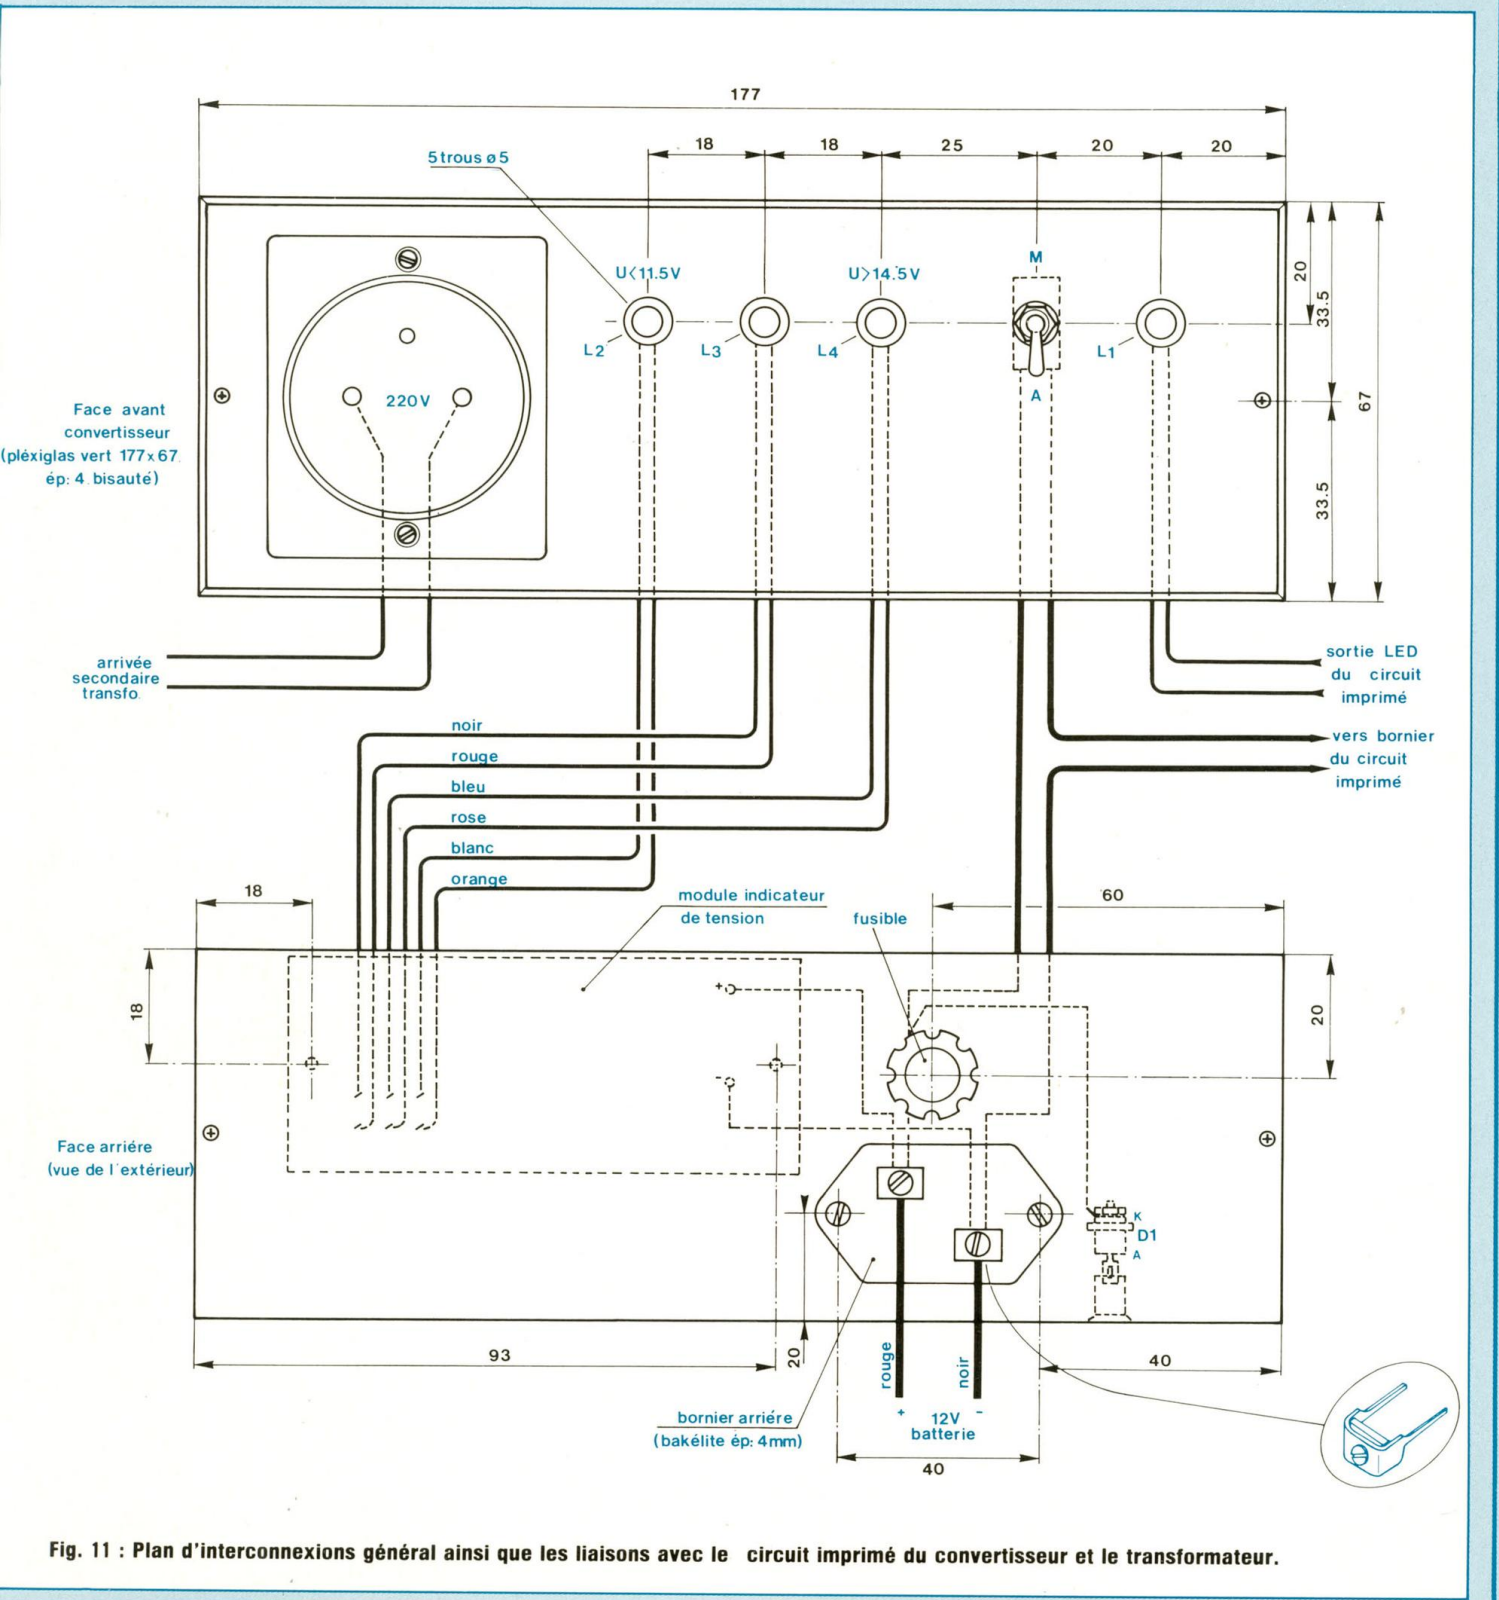 177
18
18
25
20
20
5 trous ø 5
U<11.5V
U>14.5V
M
20
33.5
67
L2
L3
L4
L1
A
220V
Face avant
convertisseur
(pléxiglas vert 177x67
ép: 4 bisauté)
33.5
arrivée
secondaire
transfo.
sortie LED
du circuit
imprimé
noir
rouge
bleu
rose
blanc
orange
vers bornier
du circuit
imprimé
18
module indicateur
de tension
fusible
60
18
+
-
20
Face arriére
(vue de l'extérieur)
K
D1
A
93
20
rouge
noir
40
+
12V
-
batterie
bornier arriére
(bakélite ép: 4mm)
40
Fig. 11 : Plan d'interconnexions général ainsi que les liaisons avec le circuit imprimé du convertisseur et le transformateur.